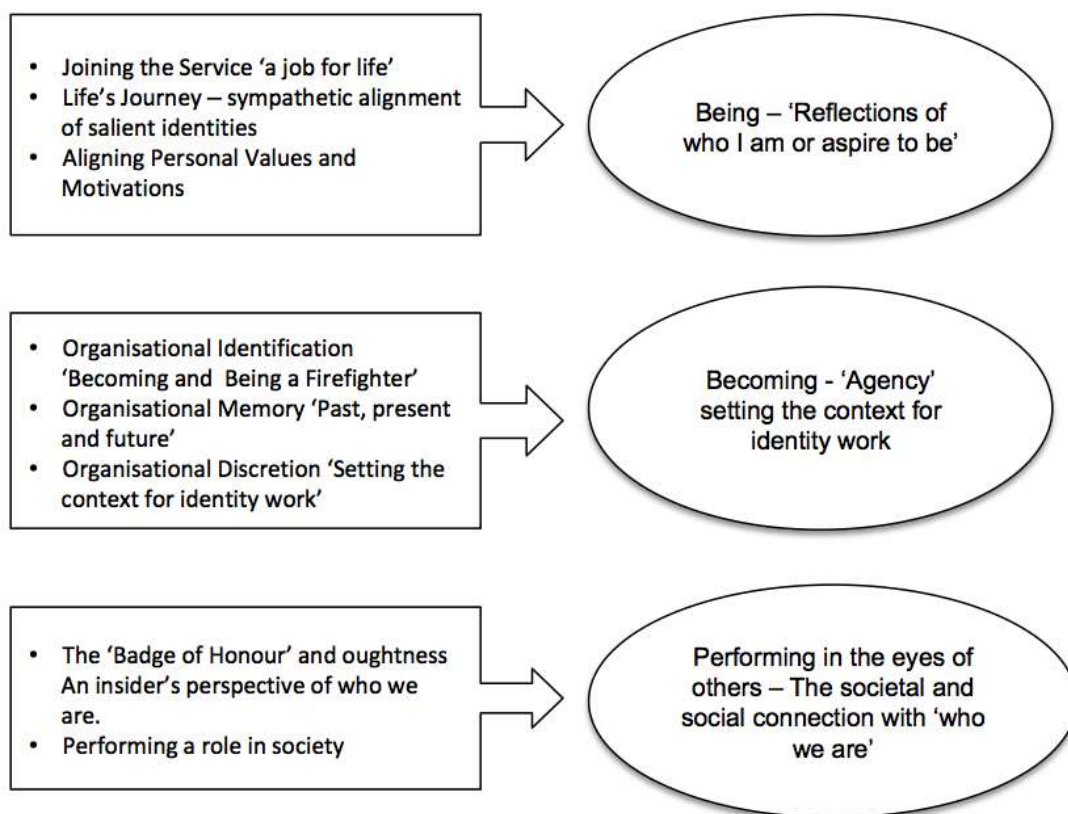 • Joining the Service ‘a job for life’
• Life’s Journey – sympathetic alignment
of salient identities
• Aligning Personal Values and
Motivations
Being – ‘Reflections of
who I am or aspire to be’
• Organisational Identification
‘Becoming and Being a Firefighter’
• Organisational Memory ‘Past, present
and future’
• Organisational Discretion ‘Setting the
context for identity work’
Becoming - ‘Agency’
setting the context for
identity work
• The ‘Badge of Honour’ and oughtness
An insider’s perspective of who we
are.
• Performing a role in society
Performing in the eyes of
others – The societal and
social connection with ‘who
we are’